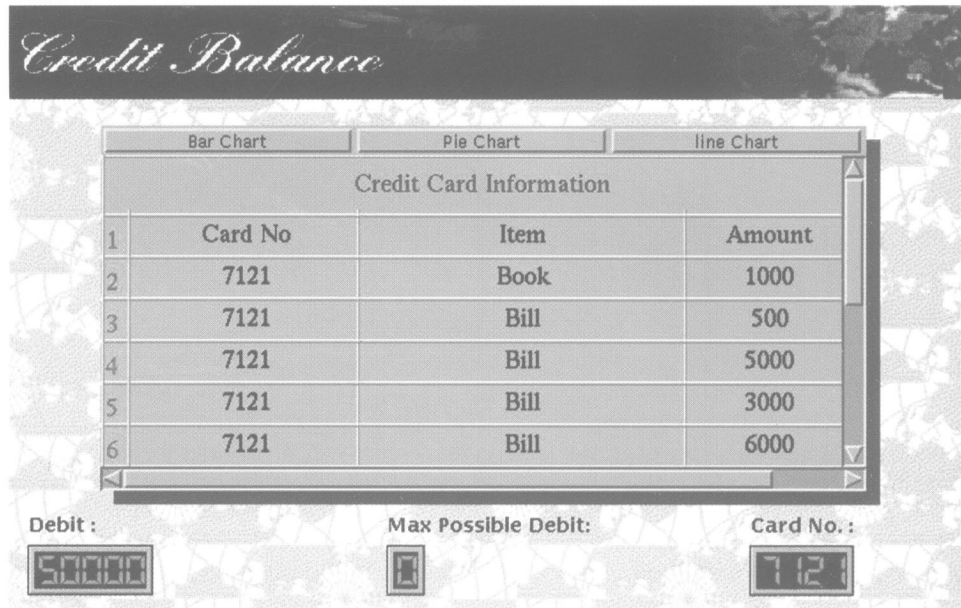 Credit Balance
Bar Chart Pie Chart line Chart
Credit Card Information
1 Card No Item Amount
2 7121 Book 1000
3 7121 Bill 500
4 7121 Bill 5000
5 7121 Bill 3000
6 7121 Bill 6000
Debit : Max Possible Debit: Card No. :
50000 0 7121